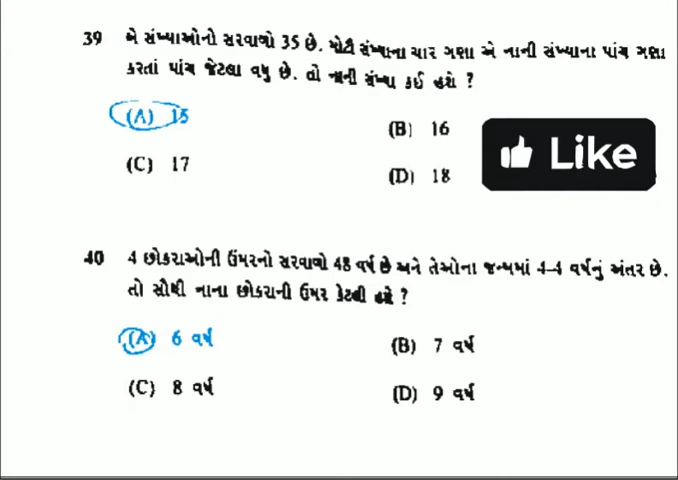 39 બે સંખ્યાઓનો સરવાળો 35 છે. મોટી સંખ્યાના ચાર ગણા એ નાની સંખ્યાના પાંચ ગણા
કરતાં પાંચ જેટલા વધુ છે. તો નાની સંખ્યા કઈ હશે ?
(A) 15
(B) 16
Like
(C) 17
(D) 18
40 4 છોકરાઓની ઉંમરનો સરવાળો 48 વર્ષ છે અને તેઓના જન્મમાં 4-4 વર્ષનું અંતર છે.
તો સૌથી નાના છોકરાની ઉંમર કેટલી હશે ?
(A) 6 વર્ષ
(B) 7 વર્ષ
(C) 8 વર્ષ
(D) 9 વર્ષ